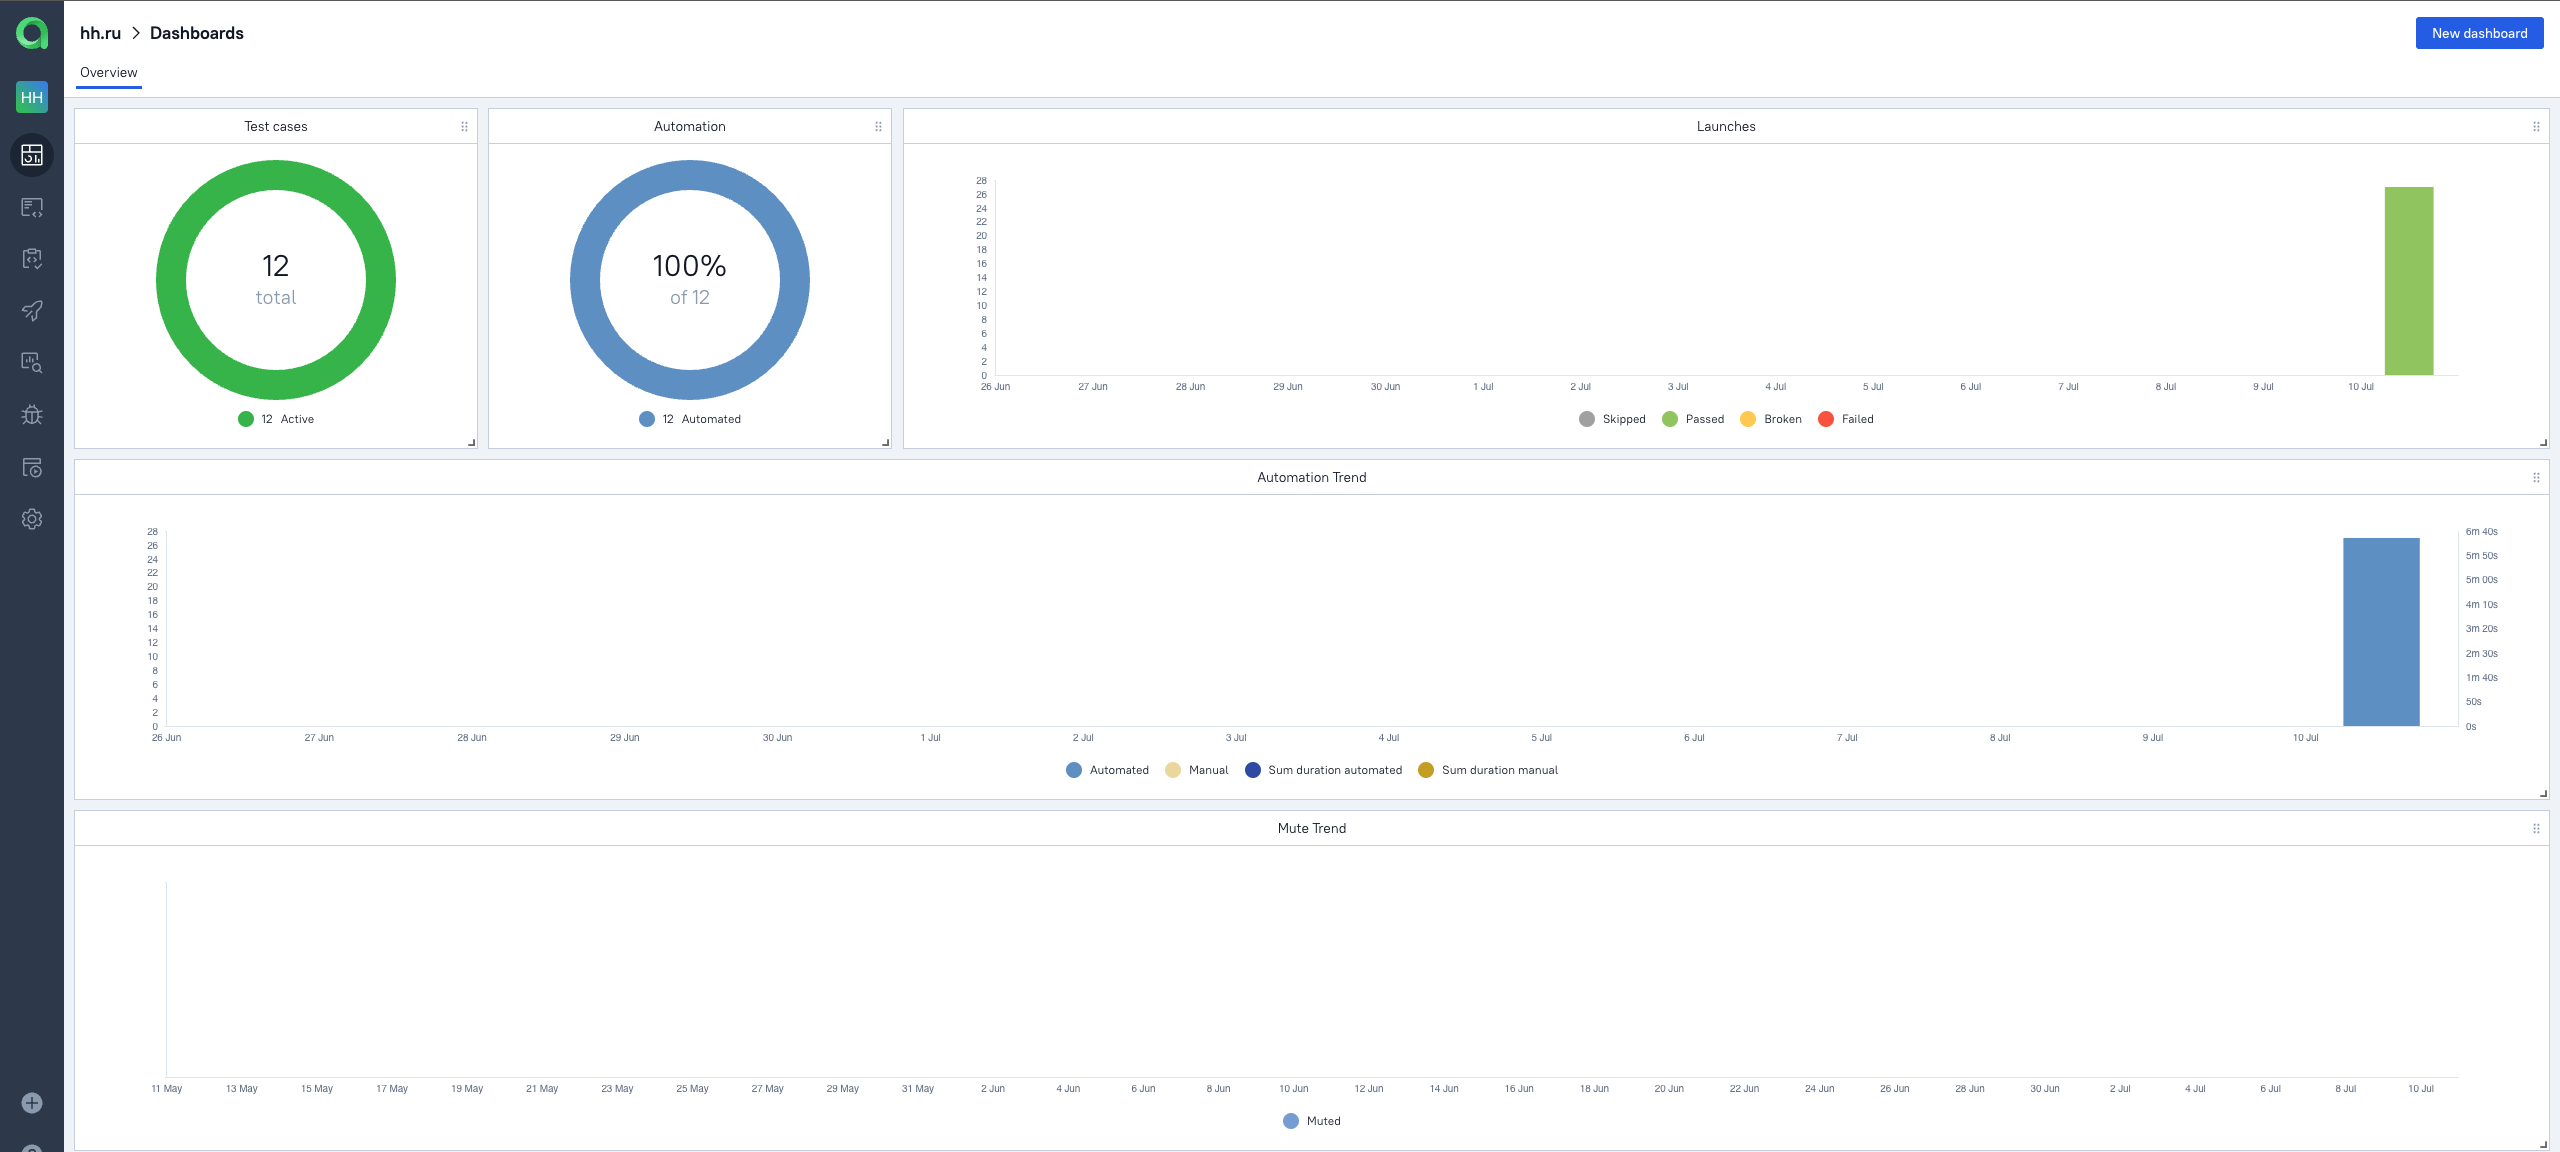 hh.ru > Dashboards
New dashboard
Overview
HH
Test cases
12
total
12 Active
Automation
100%
of 12
12 Automated
Launches
28
26
24
22
20
18
16
14
12
10
8
6
4
2
0
26 Jun 27 Jun 28 Jun 29 Jun 30 Jun 1 Jul 2 Jul 3 Jul 4 Jul 5 Jul 6 Jul 7 Jul 8 Jul 9 Jul 10 Jul
Skipped Passed Broken Failed
Automation Trend
28
26
24
22
20
18
16
14
12
10
8
6
4
2
0
6m 40s
5m 50s
5m 00s
4m 10s
3m 20s
2m 30s
1m 40s
50s
0s
26 Jun 27 Jun 28 Jun 29 Jun 30 Jun 1 Jul 2 Jul 3 Jul 4 Jul 5 Jul 6 Jul 7 Jul 8 Jul 9 Jul 10 Jul
Automated Manual Sum duration automated Sum duration manual
Mute Trend
11 May 13 May 15 May 17 May 19 May 21 May 23 May 25 May 27 May 29 May 31 May 2 Jun 4 Jun 6 Jun 8 Jun 10 Jun 12 Jun 14 Jun 16 Jun 18 Jun 20 Jun 22 Jun 24 Jun 26 Jun 28 Jun 30 Jun 2 Jul 4 Jul 6 Jul 8 Jul 10 Jul
Muted